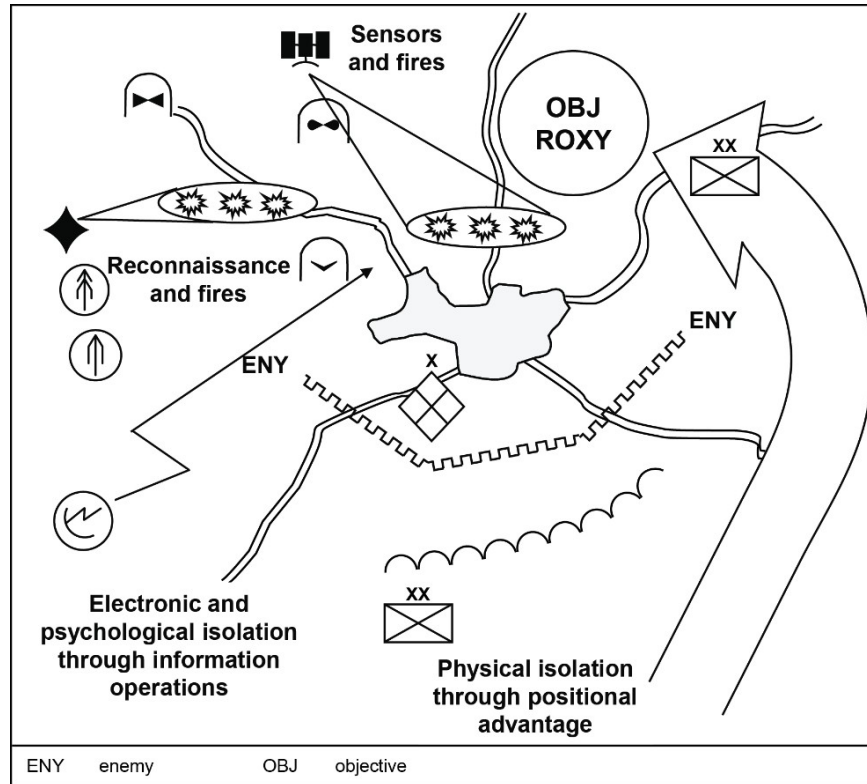 Sensors
and fires
OBJ
ROXY
XX
Reconnaissance
and fires
ENY
X
ENY
XX
Electronic and
psychological isolation
through information
operations
Physical isolation
through positional
advantage
ENY enemy OBJ objective